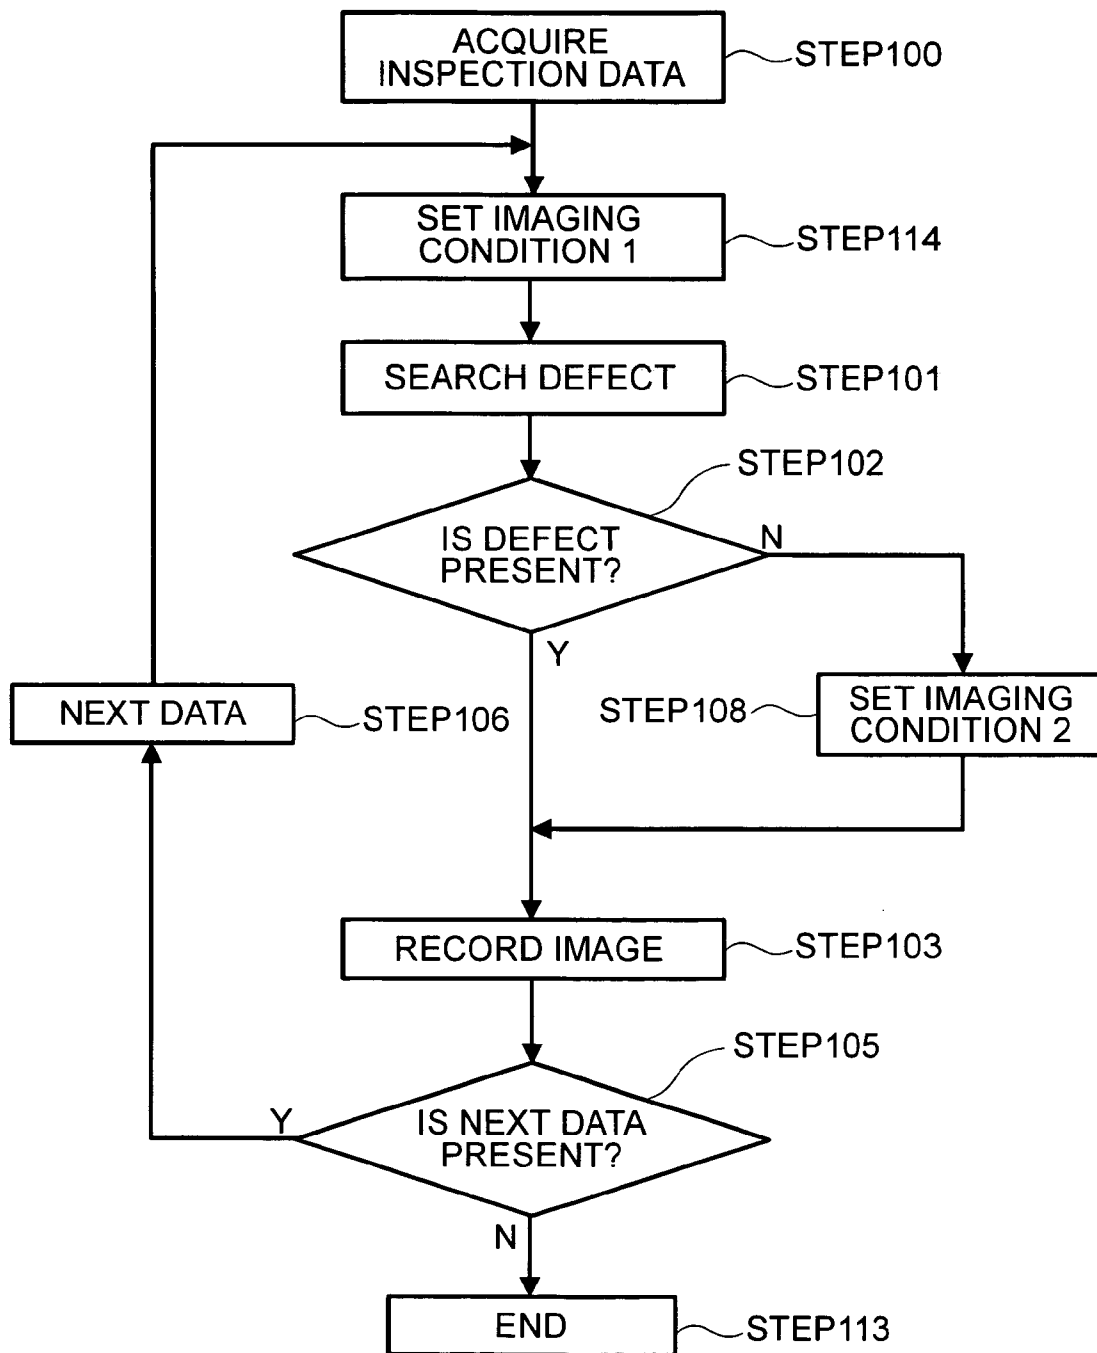 ACQUIRE
INSPECTION DATA
STEP100
SET IMAGING
CONDITION 1
STEP114
SEARCH DEFECT
STEP101
STEP102
IS DEFECT
PRESENT?
N
Y
NEXT DATA
STEP106
STEP108
SET IMAGING
CONDITION 2
RECORD IMAGE
STEP103
STEP105
Y
IS NEXT DATA
PRESENT?
N
END
STEP113